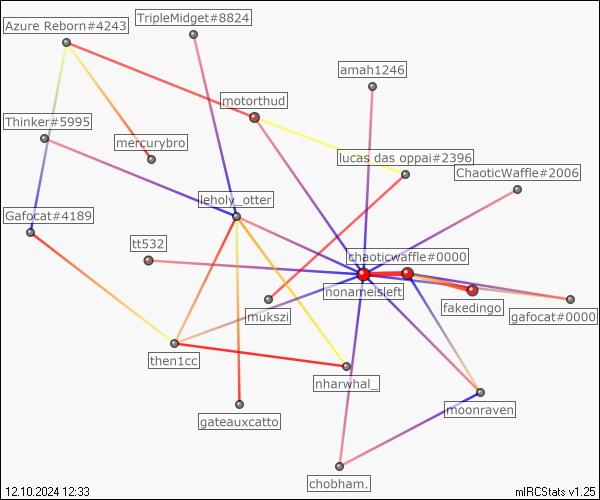 TripleMidget#8824
Azure Reborn#4243
amah1246
motorthud
Thinker#5995
mercurybro
lucas das oppai#2396
ChaoticWaffle#2006
leholy_otter
Gafocat#4189
tt532
chaoticwaffle#0000
nonameisleft
fakedingo
mukszi
gafocat#0000
then1cc
nharwhal_
moonraven
gateauxcatto
chobham.
12.10.2024 12:33
mIRCStats v1.25